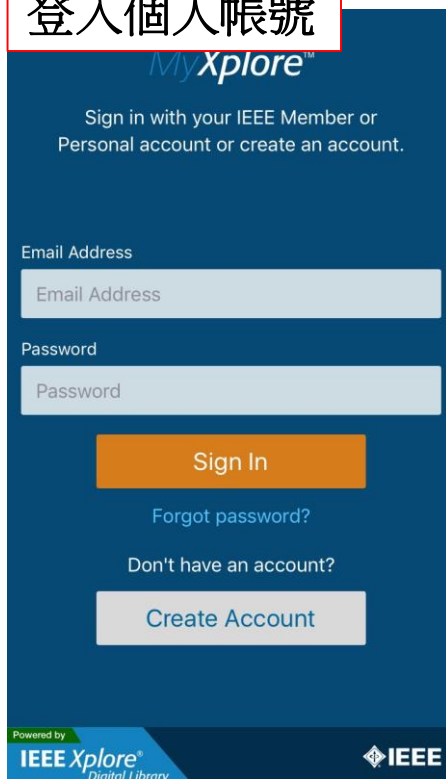 登入個人帳號
MyXplore™
Sign in with your IEEE Member or
Personal account or create an account.
Email Address
Email Address
Password
Password
Sign In
Forgot password?
Don't have an account?
Create Account
Powered by
IEEE Xplore®
Digital Library
IEEE